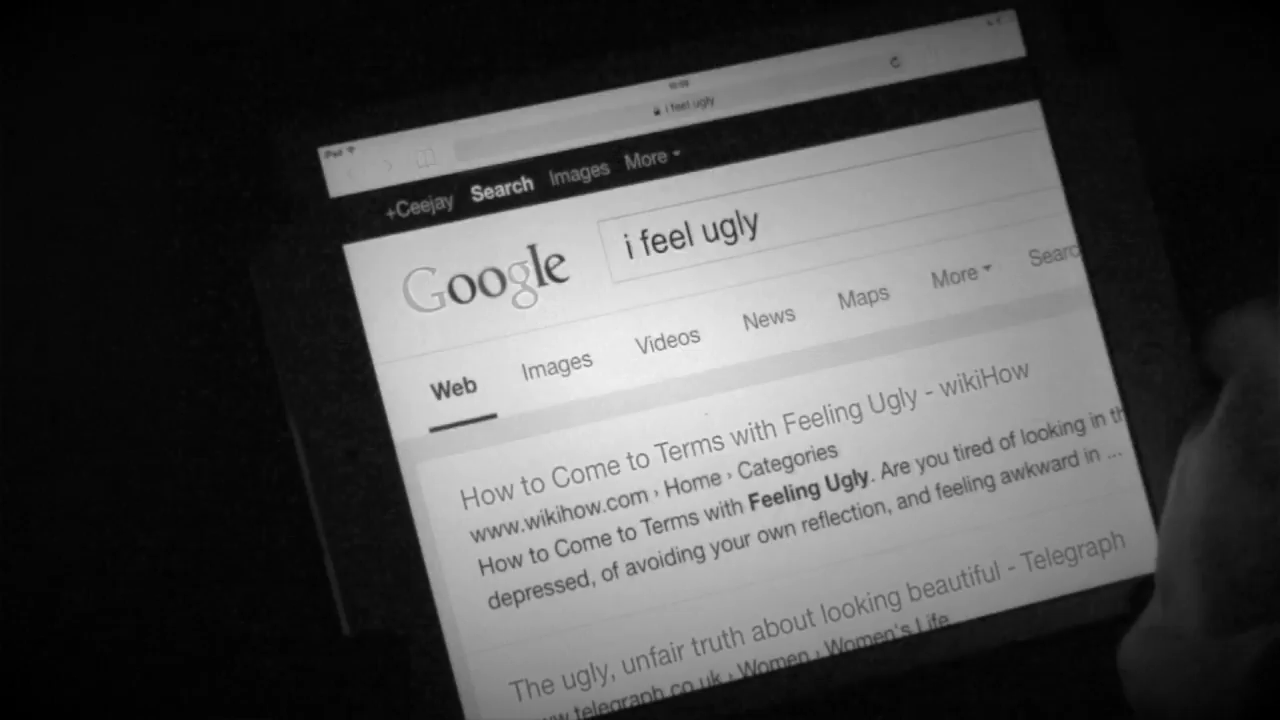 iPad
i feel ugly
+Ceejay Search Images More
Google i feel ugly
Web Images Videos News Maps More Searc
How to Come to Terms with Feeling Ugly - wikiHow
www.wikihow.com › Home › Categories
How to Come to Terms with Feeling Ugly. Are you tired of looking in th
depressed, of avoiding your own reflection, and feeling awkward in ...
The ugly, unfair truth about looking beautiful - Telegraph
www.telegraph.co.uk › Women › Women's Life